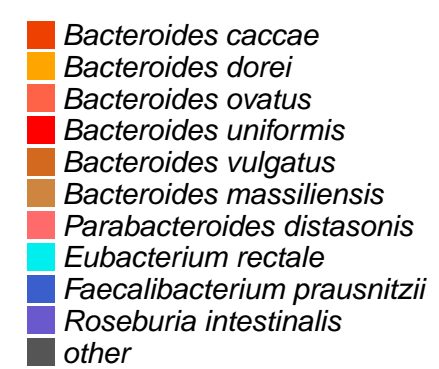 Bacteroides caccae
Bacteroides dorei
Bacteroides ovatus
Bacteroides uniformis
Bacteroides vulgatus
Bacteroides massiliensis
Parabacteroides distasonis
Eubacterium rectale
Faecalibacterium prausnitzii
Roseburia intestinalis
other